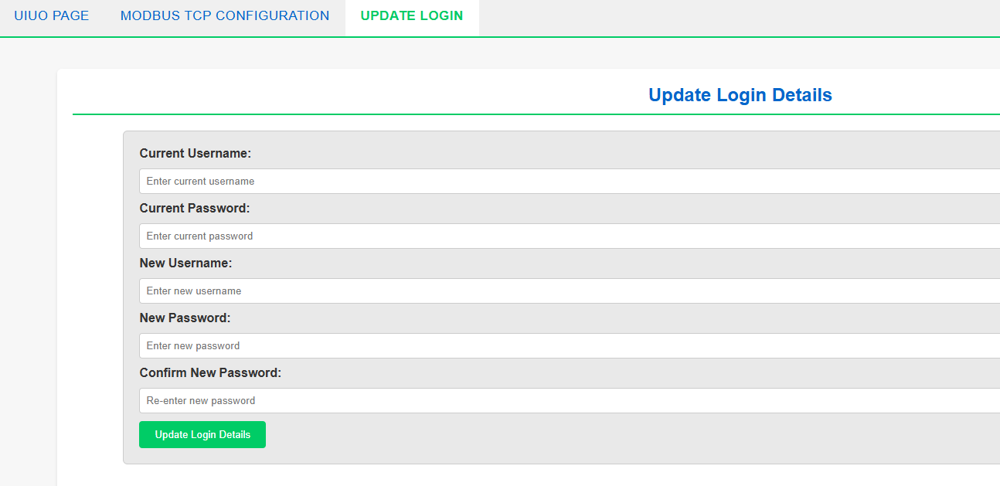 UIUO PAGE MODBUS TCP CONFIGURATION UPDATE LOGIN
Update Login Details
Current Username:
Enter current username
Current Password:
Enter current password
New Username:
Enter new username
New Password:
Enter new password
Confirm New Password:
Re-enter new password
Update Login Details